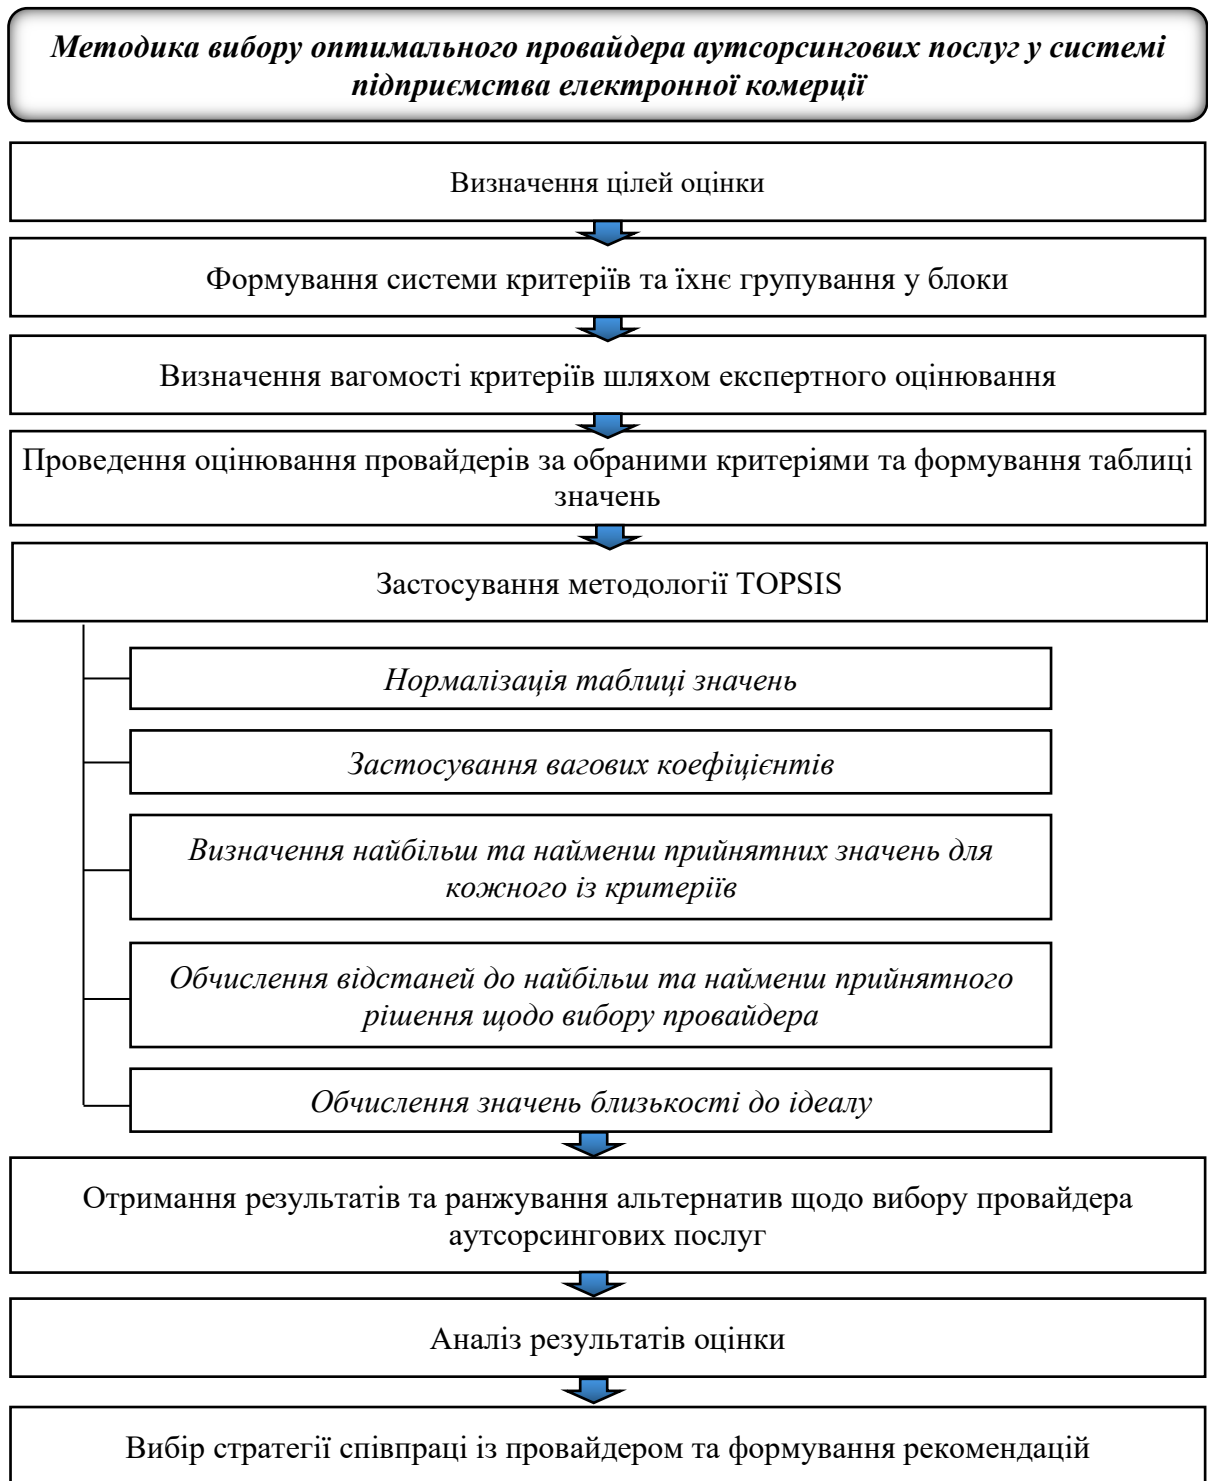 Методика вибору оптимального провайдера аутсорсингових послуг у системі
підприємства електронної комерції
Визначення цілей оцінки
Формування системи критеріїв та їхнє групування у блоки
Визначення вагомості критеріїв шляхом експертного оцінювання
Проведення оцінювання провайдерів за обраними критеріями та формування таблиці
значень
Застосування методології TOPSIS
Нормалізація таблиці значень
Застосування вагових коефіцієнтів
Визначення найбільш та найменш прийнятних значень для
кожного із критеріїв
Обчислення відстаней до найбільш та найменш прийнятного
рішення щодо вибору провайдера
Обчислення значень близькості до ідеалу
Отримання результатів та ранжування альтернатив щодо вибору провайдера
аутсорсингових послуг
Аналіз результатів оцінки
Вибір стратегії співпраці із провайдером та формування рекомендацій